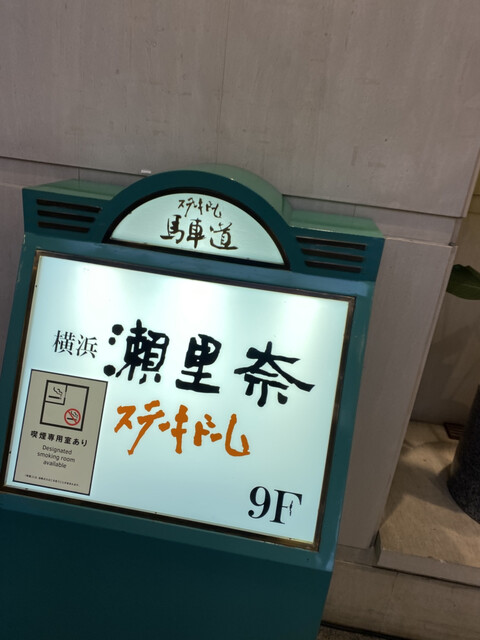 ステーキドーム
馬車道
横浜 瀬里奈
ステーキドーム
喫煙専用室あり
Designated
smoking room
available
9F